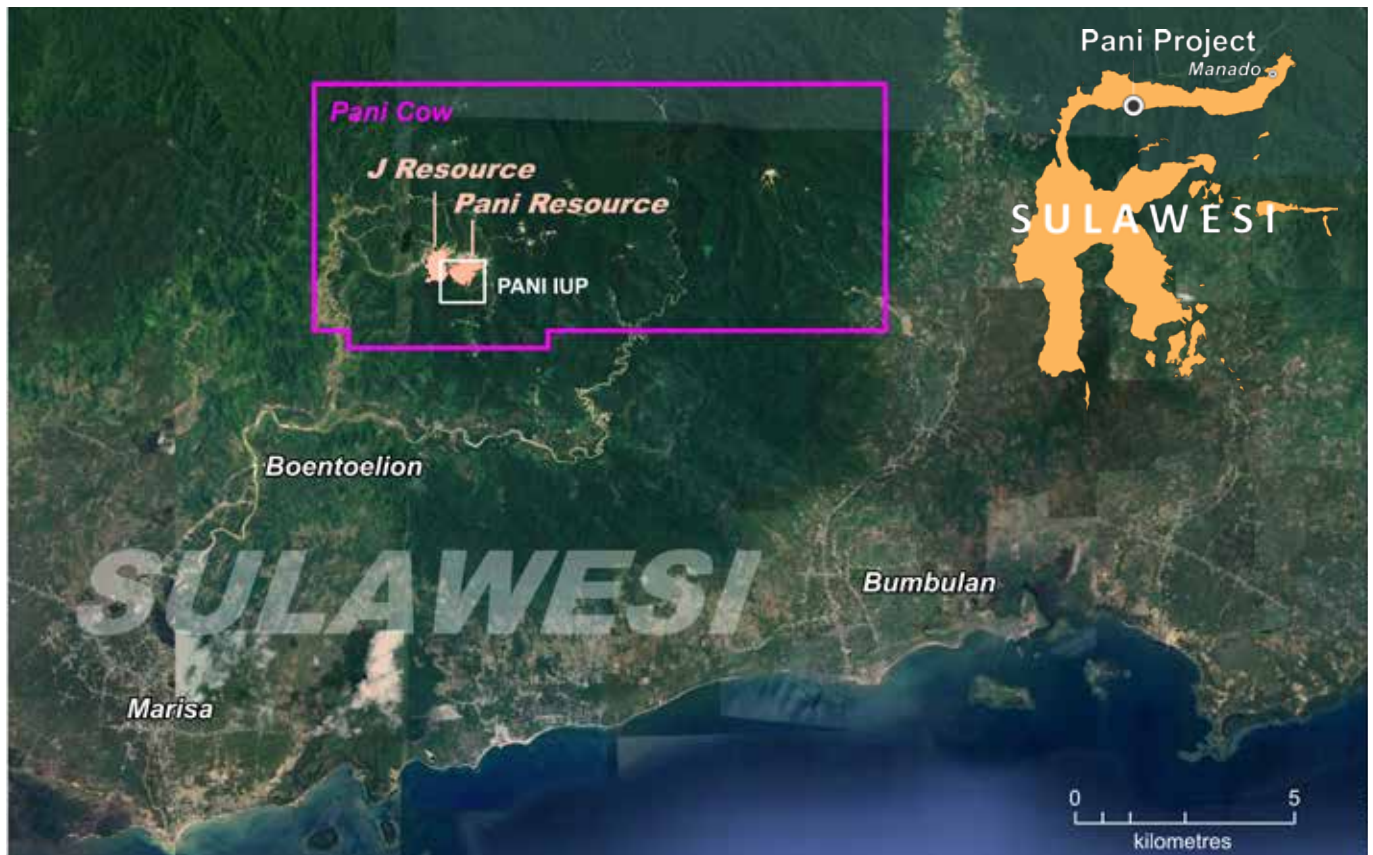 Pani Project
Manado
SULAWESI
Pani Cow
J Resource
Pani Resource
PANI IUP
Boentoelion
SULAWESI
Bumbulan
Marisa
0 5
kilometres